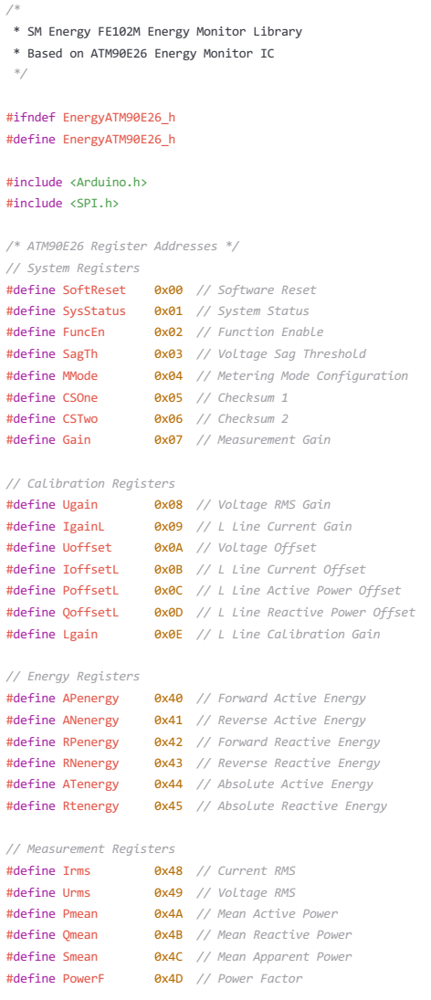 /*
 * SM Energy FE102M Energy Monitor Library
 * Based on ATM90E26 Energy Monitor IC
 */

#ifndef EnergyATM90E26_h
#define EnergyATM90E26_h

#include <Arduino.h>
#include <SPI.h>

/* ATM90E26 Register Addresses */
// System Registers
#define SoftReset    0x00 // Software Reset
#define SysStatus    0x01 // System Status
#define FuncEn       0x02 // Function Enable
#define SagTh        0x03 // Voltage Sag Threshold
#define MMode        0x04 // Metering Mode Configuration
#define CSOne        0x05 // Checksum 1
#define CSTwo        0x06 // Checksum 2
#define Gain         0x07 // Measurement Gain

// Calibration Registers
#define Ugain        0x08 // Voltage RMS Gain
#define IgainL       0x09 // L Line Current Gain
#define Uoffset      0x0A // Voltage Offset
#define IoffsetL     0x0B // L Line Current Offset
#define PoffsetL     0x0C // L Line Active Power Offset
#define QoffsetL     0x0D // L Line Reactive Power Offset
#define Lgain        0x0E // L Line Calibration Gain

// Energy Registers
#define APenergy     0x40 // Forward Active Energy
#define ANenergy     0x41 // Reverse Active Energy
#define RPenergy     0x42 // Forward Reactive Energy
#define RNenergy     0x43 // Reverse Reactive Energy
#define ATenergy     0x44 // Absolute Active Energy
#define Rtenergy     0x45 // Absolute Reactive Energy

// Measurement Registers
#define Irms         0x48 // Current RMS
#define Urms         0x49 // Voltage RMS
#define Pmean        0x4A // Mean Active Power
#define Qmean        0x4B // Mean Reactive Power
#define Smean        0x4C // Mean Apparent Power
#define PowerF       0x4D // Power Factor